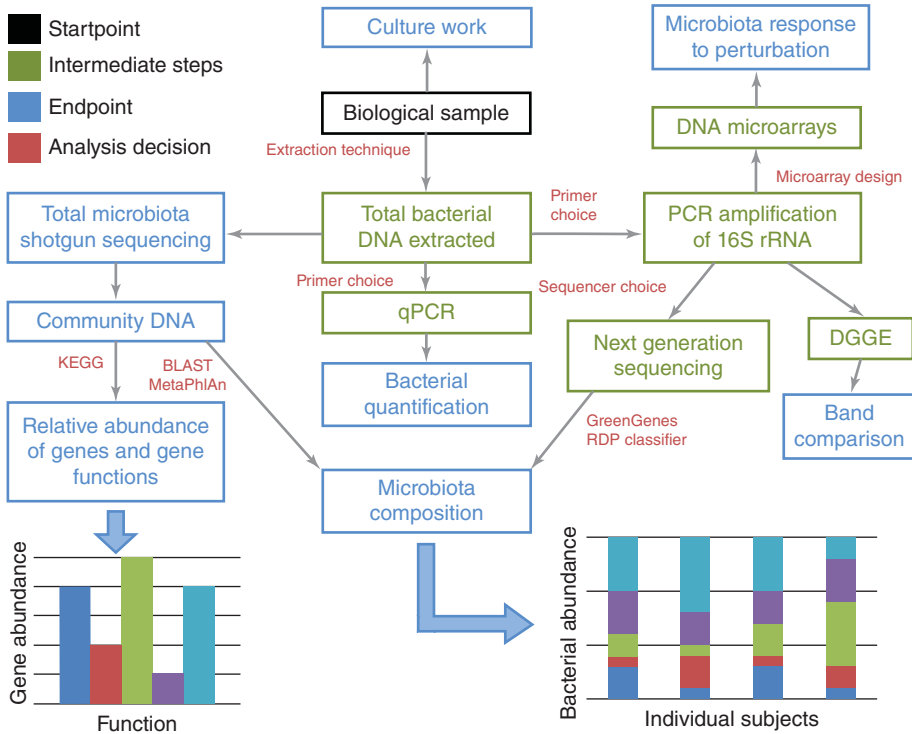 Startpoint
Intermediate steps
Endpoint
Analysis decision
Culture work
Biological sample
Extraction technique
Microbiota response
to perturbation
DNA microarrays
Microarray design
Total microbiota
shotgun sequencing
Total bacterial
DNA extracted
Primer
choice
PCR amplification
of 16S rRNA
Primer choice
Sequencer choice
Community DNA
qPCR
Next generation
sequencing
DGGE
KEGG
BLAST
MetaPhlAn
Bacterial
quantification
GreenGenes
RDP classifier
Band
comparison
Relative abundance
of genes and gene
functions
Microbiota
composition
Gene abundance
Function
Bacterial abundance
Individual subjects